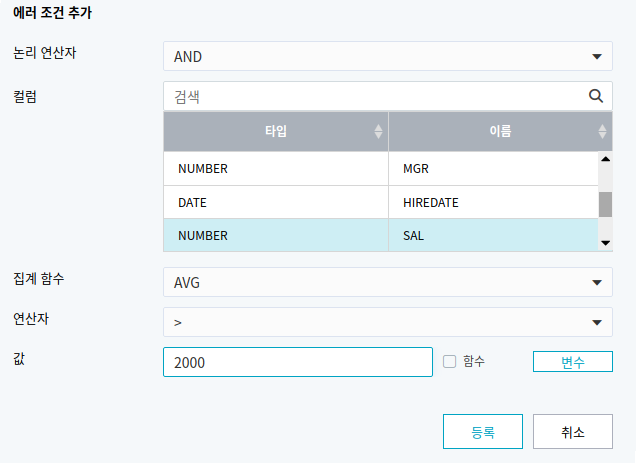 에러 조건 추가
논리 연산자 AND
컬럼 검색
타입 이름
NUMBER MGR
DATE HIREDATE
NUMBER SAL
집계 함수 AVG
연산자 >
값 2000 함수 변수
등록 취소